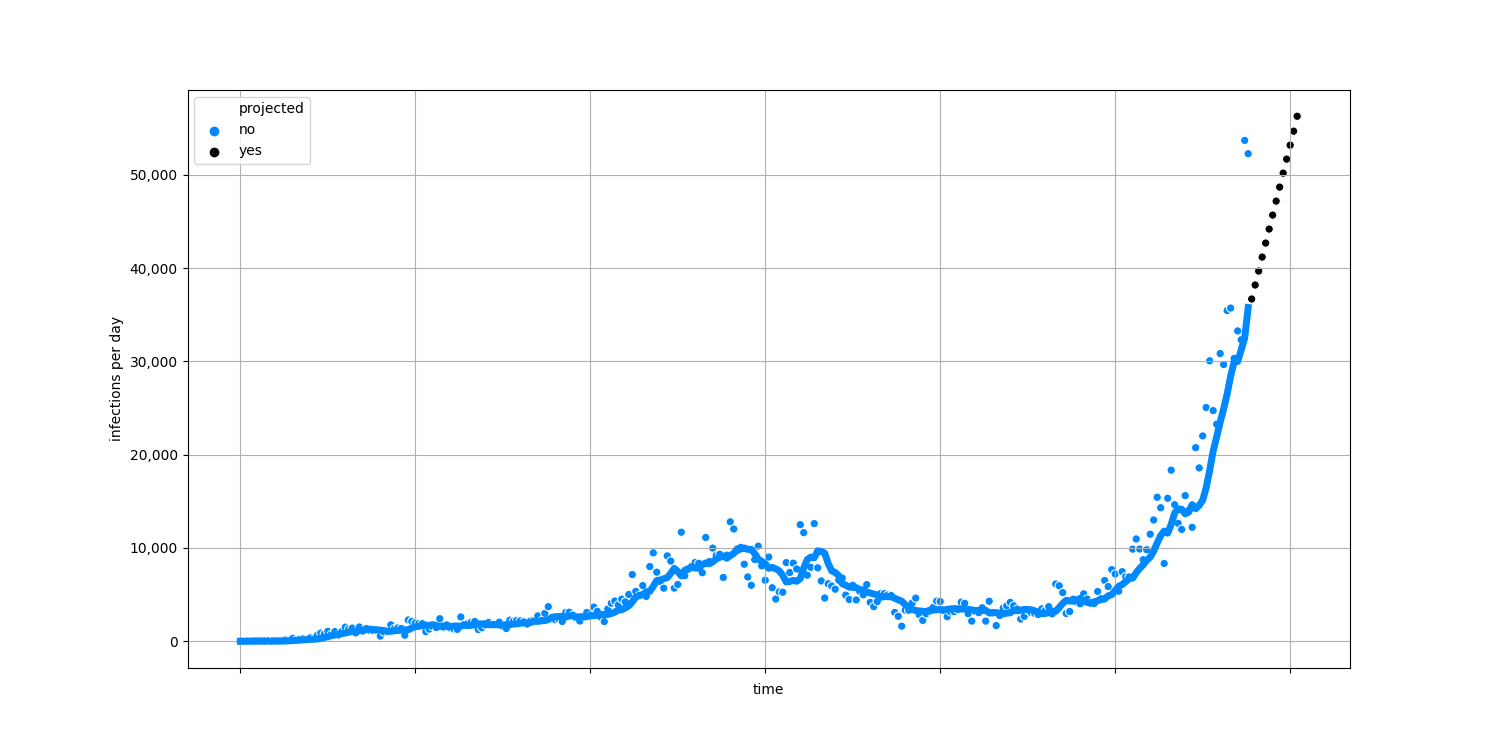 projected
no
yes
50,000
40,000
30,000
20,000
10,000
0
infections per day
time